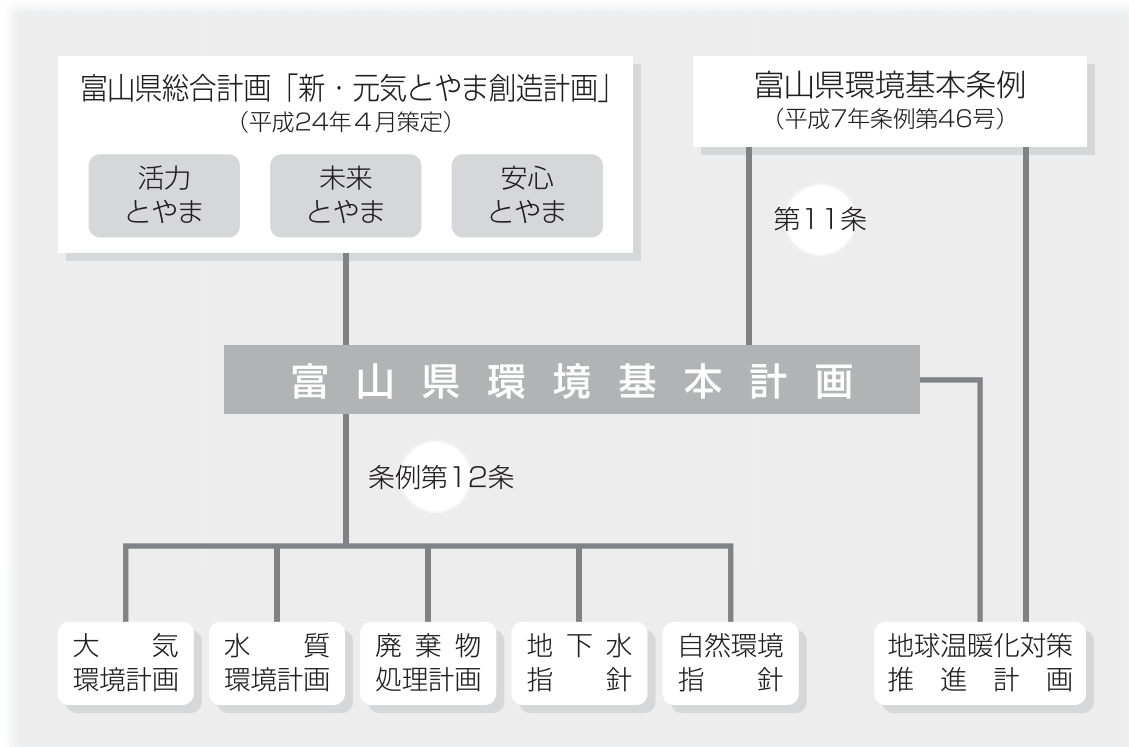 富山県総合計画「新・元気とやま創造計画」
（平成24年４月策定）
活力
とやま
未来
とやま
安心
とやま
富山県環境基本条例
（平成7年条例第46号）
第11条
富山県環境基本計画
条例第12条
大気
環境計画
水質
環境計画
廃棄物
処理計画
地下水
指針
自然環境
指針
地球温暖化対策
推進計画